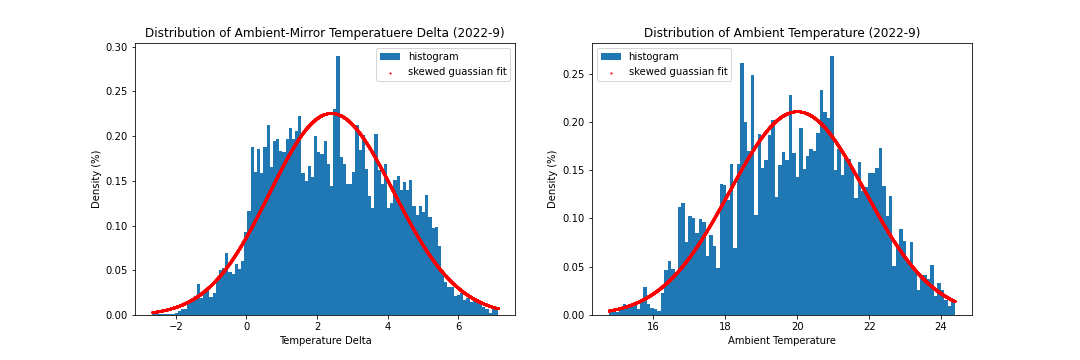 Distribution of Ambient-Mirror Temperatuere Delta (2022-9)
histogram
skewed guassian fit
0.30
0.25
0.20
0.15
0.10
0.05
0.00
Density (%)
−2
0
2
4
6
Temperature Delta
Distribution of Ambient Temperature (2022-9)
histogram
skewed guassian fit
0.25
0.20
0.15
0.10
0.05
0.00
Density (%)
16
18
20
22
24
Ambient Temperature